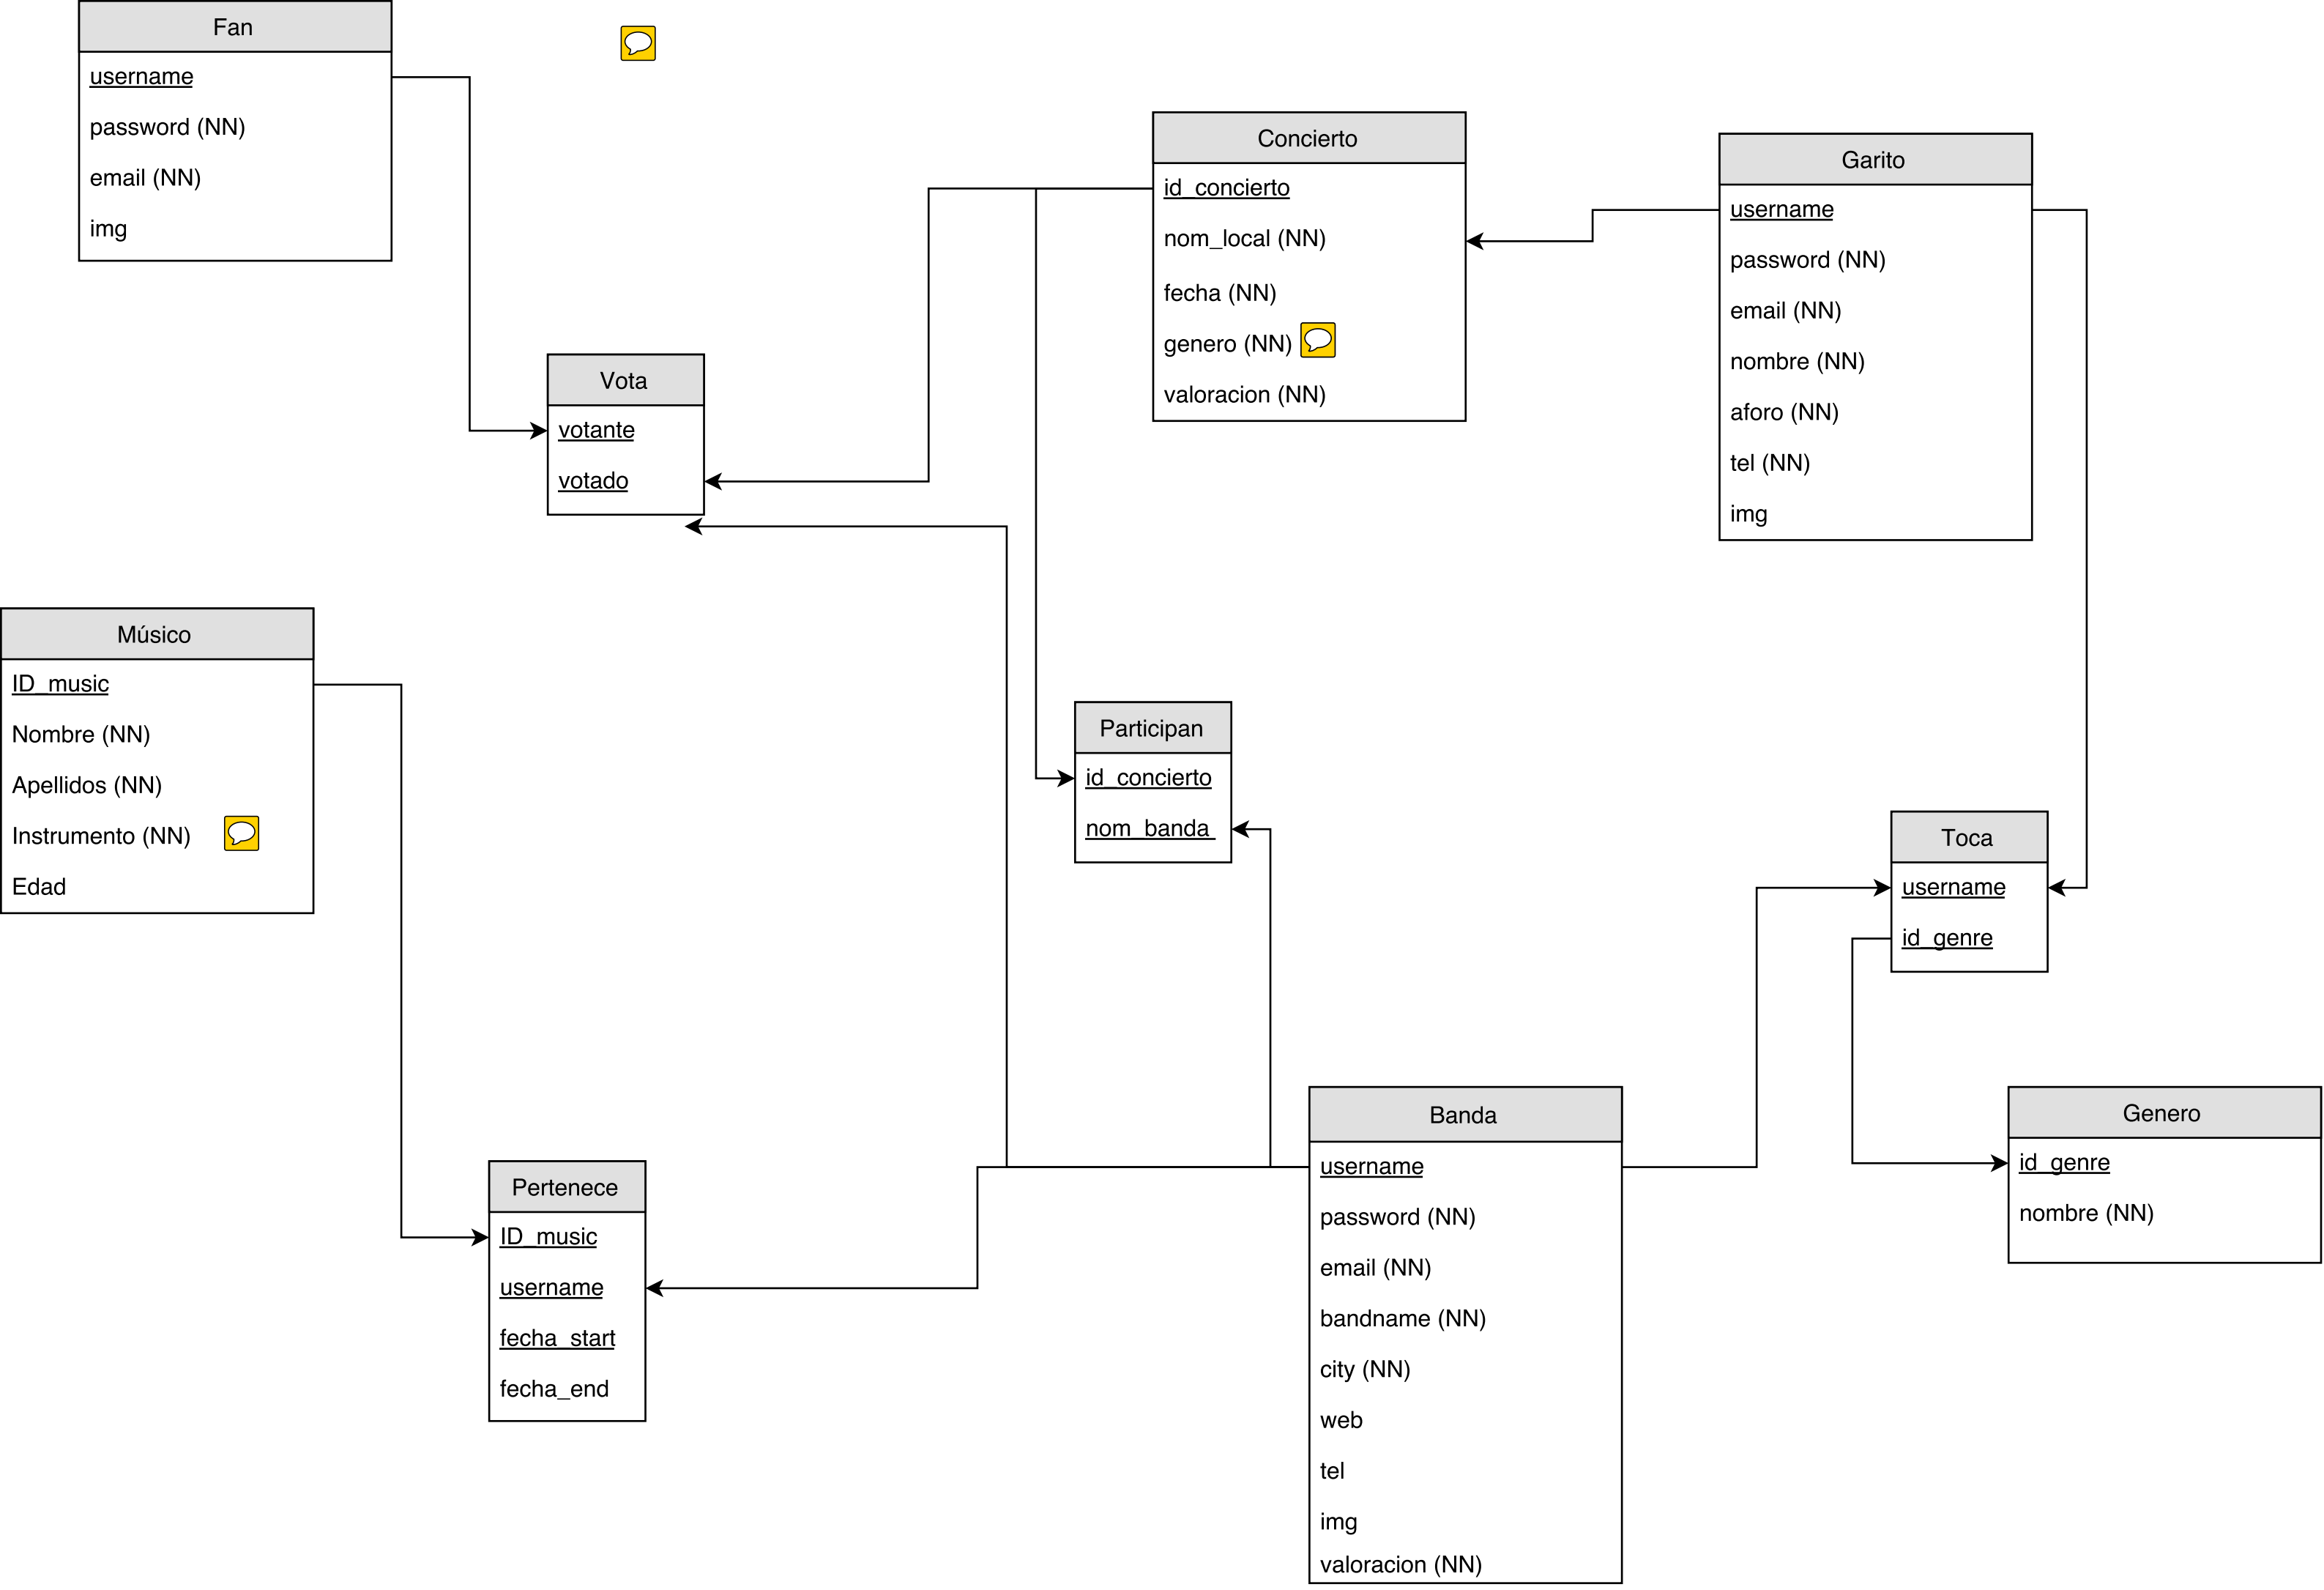 Fan
username
password (NN)
email (NN)
img
Concierto
id_concierto
nom_local (NN)
fecha (NN)
genero (NN)
valoracion (NN)
Garito
username
password (NN)
email (NN)
nombre (NN)
aforo (NN)
tel (NN)
img
Vota
votante
votado
Músico
ID_music
Nombre (NN)
Apellidos (NN)
Instrumento (NN)
Edad
Participan
id_concierto
nom_banda
Toca
username
id_genre
Banda
username
password (NN)
email (NN)
bandname (NN)
city (NN)
web
tel
img
valoracion (NN)
Genero
id_genre
nombre (NN)
Pertenece
ID_music
username
fecha_start
fecha_end